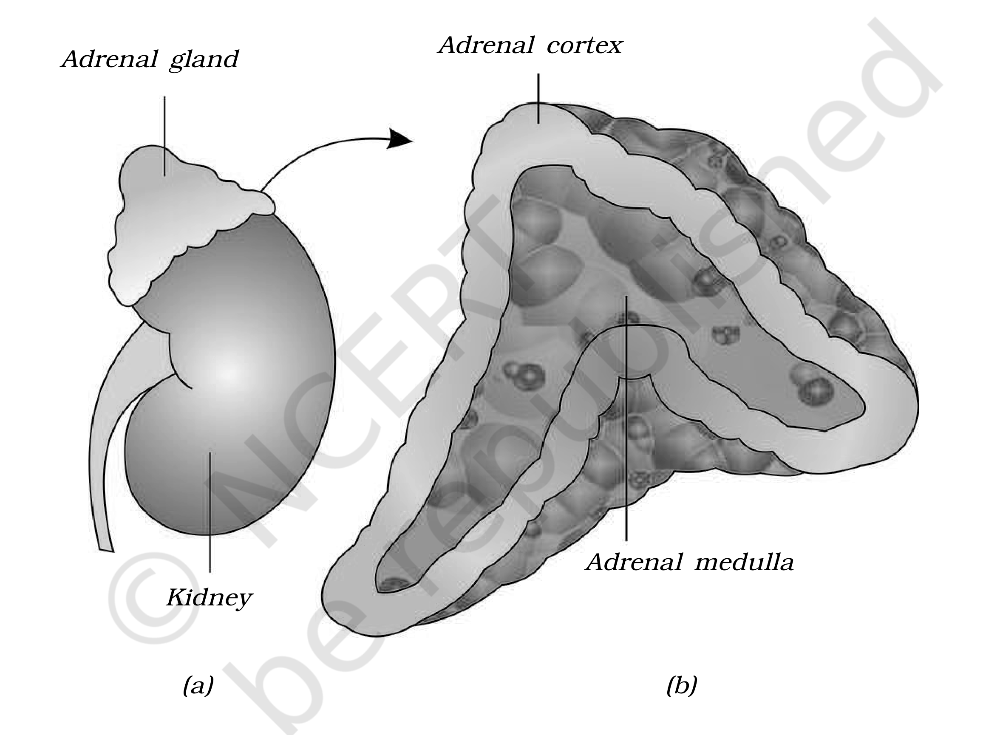 Adrenal gland
Adrenal cortex
Adrenal medulla
Kidney
(a)
(b)
© NCERT
be republished